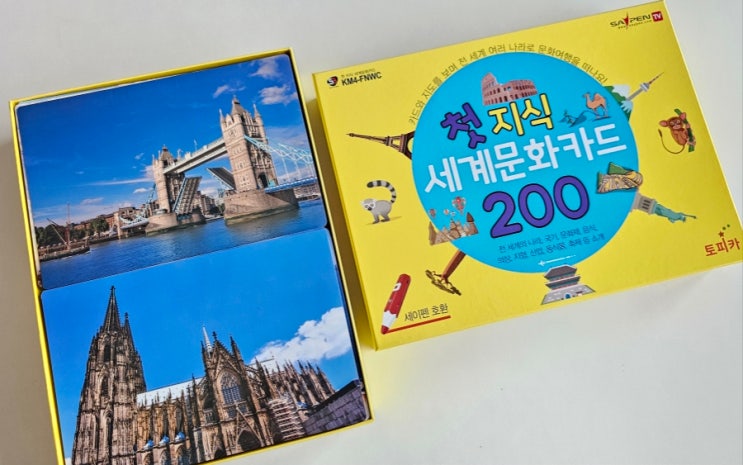 KM4-FNWC
SAYPEN TV
카드와 지도를 보며 전 세계 여러 나라로 문화여행을 떠나요!
첫 지식
세계문화카드
200
전 세계의 나라, 국기, 문화재, 음식,
의상, 지형, 산업, 동식물, 축제 등 소개
세이펜 호환
토피카